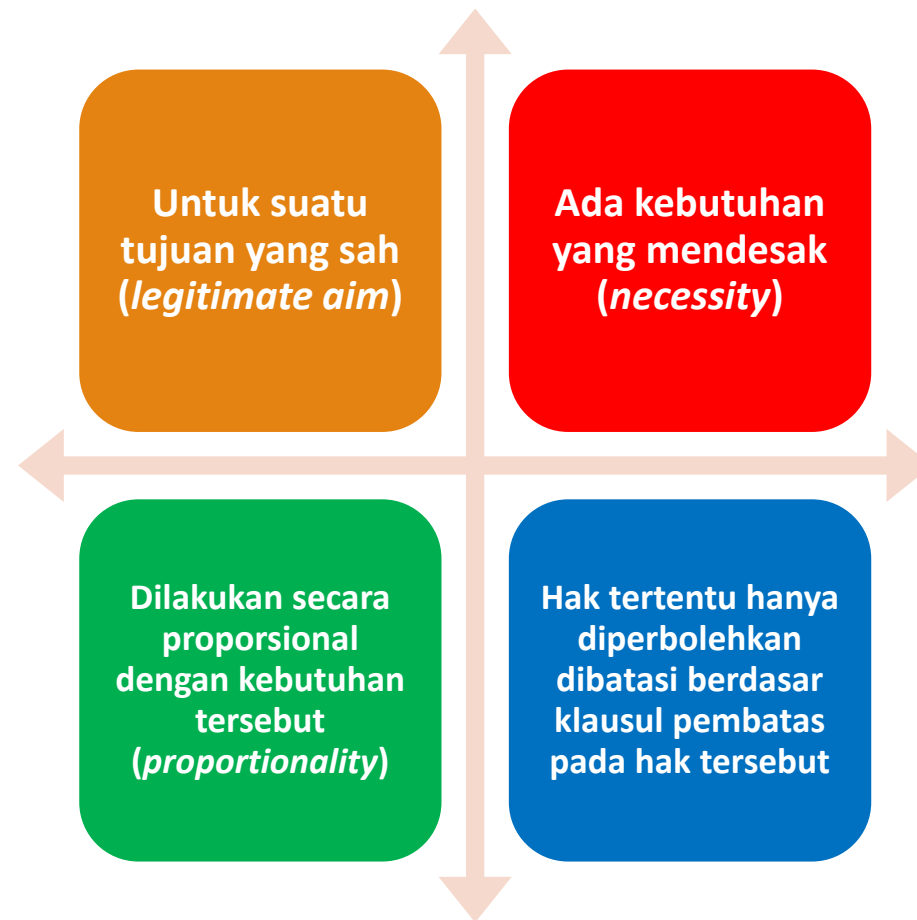 Untuk suatu
tujuan yang sah
(legitimate aim)
Ada kebutuhan
yang mendesak
(necessity)
Dilakukan secara
proporsional
dengan kebutuhan
tersebut
(proportionality)
Hak tertentu hanya
diperbolehkan
dibatasi berdasar
klausul pembatas
pada hak tersebut